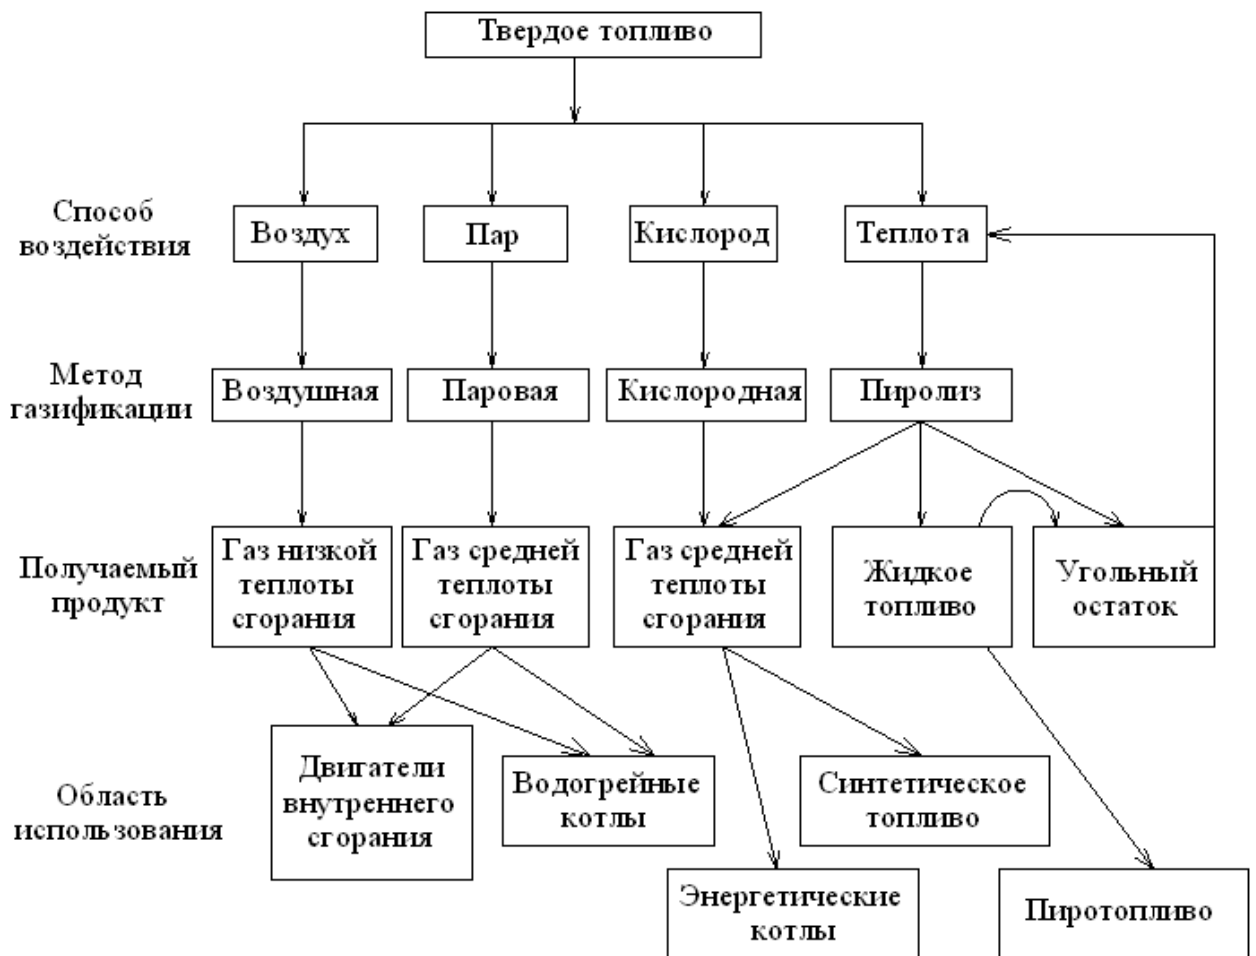 Твердое топливо
Способ
воздействия
Воздух
Пар
Кислород
Теплота
Метод
газификации
Воздушная
Паровая
Кислородная
Пиролиз
Получаемый
продукт
Газ низкой
теплоты
сгорания
Газ средней
теплоты
сгорания
Газ средней
теплоты
сгорания
Жидкое
топливо
Угольный
остаток
Область
использования
Двигатели
внутреннего
сгорания
Водогрейные
котлы
Синтетическое
топливо
Энергетические
котлы
Пиротопливо